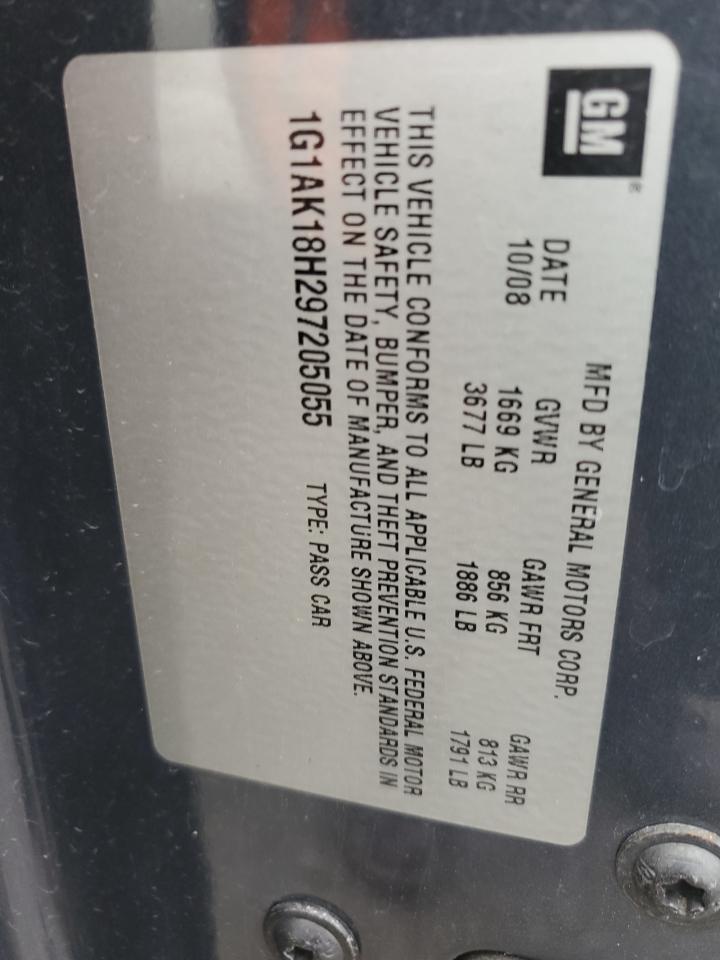 GM®
MFD BY GENERAL MOTORS CORP.
DATE GVWR GAWR FRT GAWR RR
10/08 1669 KG 856 KG 813 KG
3677 LB 1886 LB 1791 LB
THIS VEHICLE CONFORMS TO ALL APPLICABLE U.S. FEDERAL MOTOR
VEHICLE SAFETY, BUMPER, AND THEFT PREVENTION STANDARDS IN
EFFECT ON THE DATE OF MANUFACTURE SHOWN ABOVE.
1G1AK18H297205055 TYPE: PASS CAR